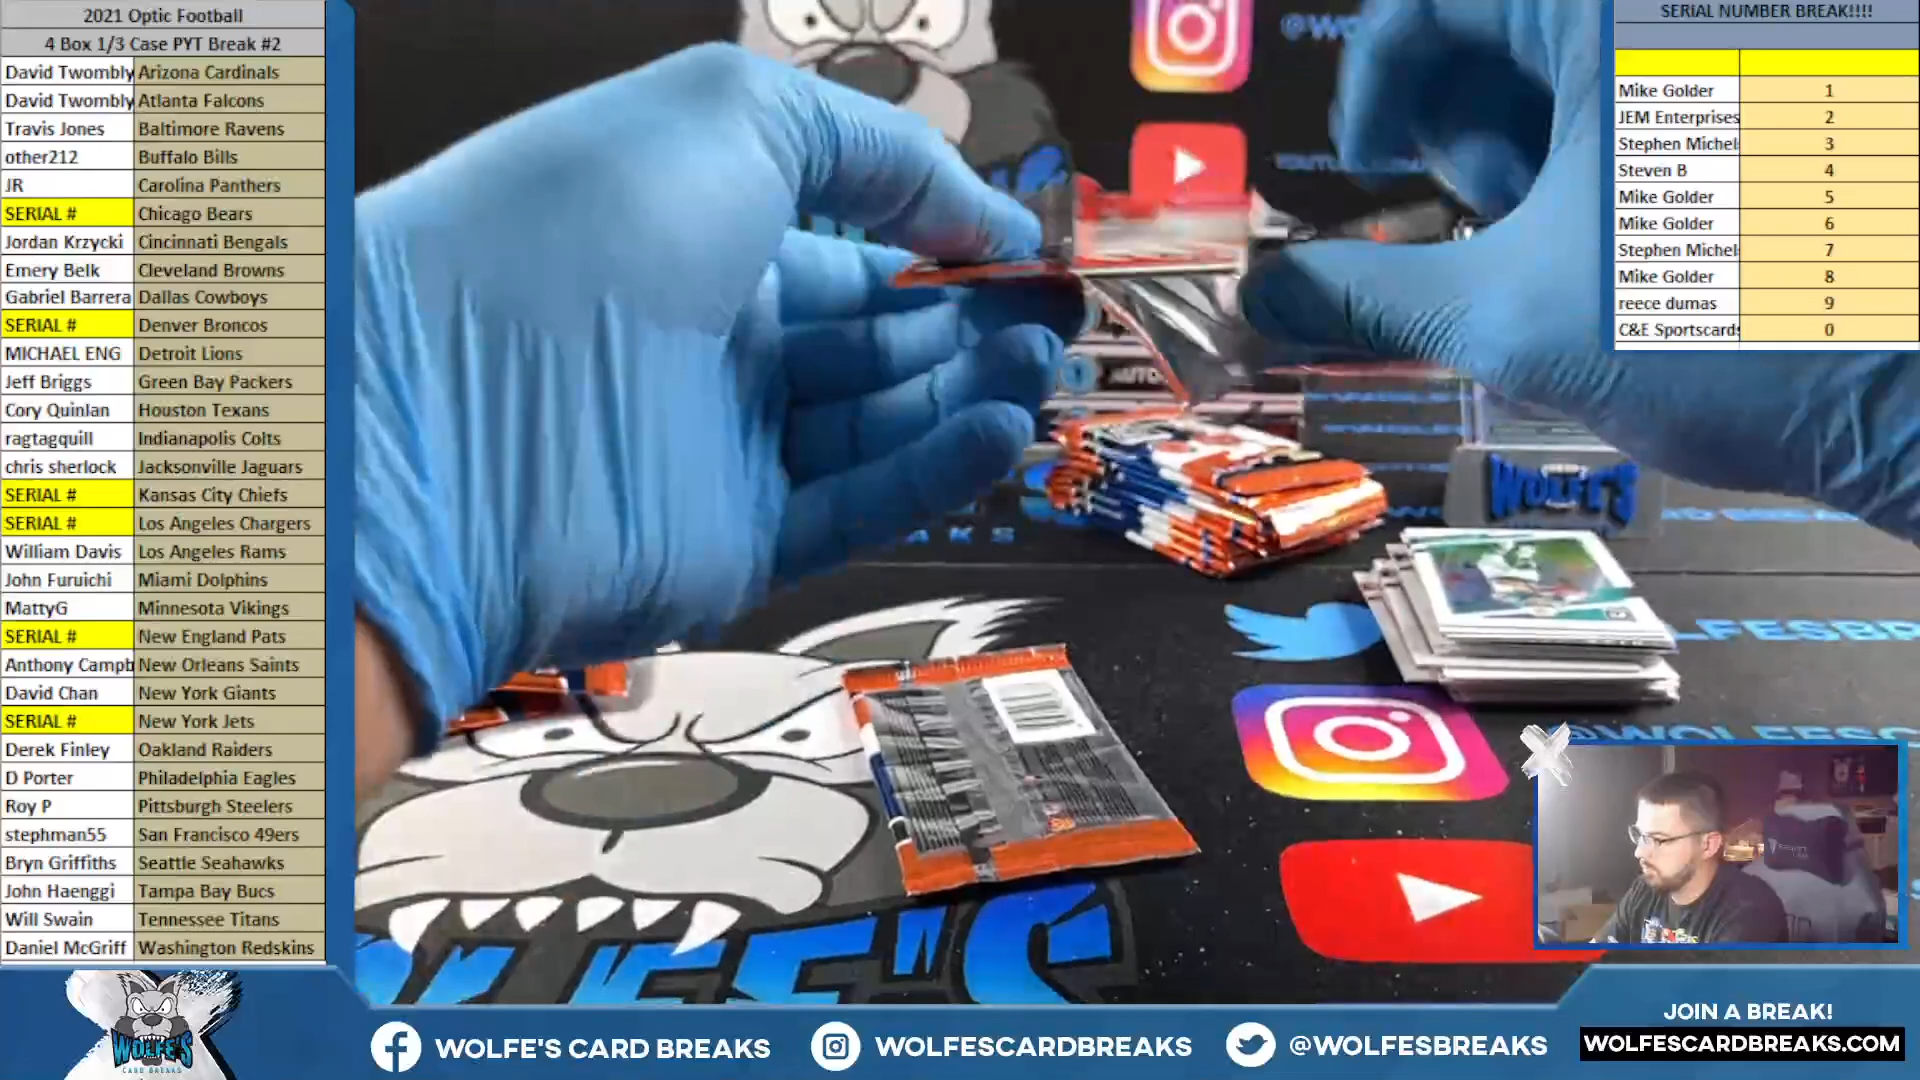 2021 Optic Football
4 Box 1/3 Case PYT Break #2
David Twombly Arizona Cardinals
David Twombly Atlanta Falcons
Travis Jones Baltimore Ravens
other212 Buffalo Bills
JR Carolina Panthers
SERIAL # Chicago Bears
Jordan Krzycki Cincinnati Bengals
Emery Belk Cleveland Browns
Gabriel Barrera Dallas Cowboys
SERIAL # Denver Broncos
MICHAEL ENG Detroit Lions
Jeff Briggs Green Bay Packers
Cory Quinlan Houston Texans
ragtagquill Indianapolis Colts
chris sherlock Jacksonville Jaguars
SERIAL # Kansas City Chiefs
SERIAL # Los Angeles Chargers
William Davis Los Angeles Rams
John Furuichi Miami Dolphins
MattyG Minnesota Vikings
SERIAL # New England Pats
Anthony Campb New Orleans Saints
David Chan New York Giants
SERIAL # New York Jets
Derek Finley Oakland Raiders
D Porter Philadelphia Eagles
Roy P Pittsburgh Steelers
stephman55 San Francisco 49ers
Bryn Griffiths Seattle Seahawks
John Haenggi Tampa Bay Bucs
Will Swain Tennessee Titans
Daniel McGriff Washington Redskins
SERIAL NUMBER BREAK!!!!
Mike Golder 1
JEM Enterprises 2
Stephen Michel 3
Steven B 4
Mike Golder 5
Mike Golder 6
Stephen Michel 7
Mike Golder 8
reece dumas 9
C&E Sportscards 0
WOLFE'S
WOLFE'S
CARD BREAKS
WOLFE'S CARD BREAKS
WOLFESCARDBREAKS
@WOLFESBREAKS
JOIN A BREAK!
WOLFESCARDBREAKS.COM